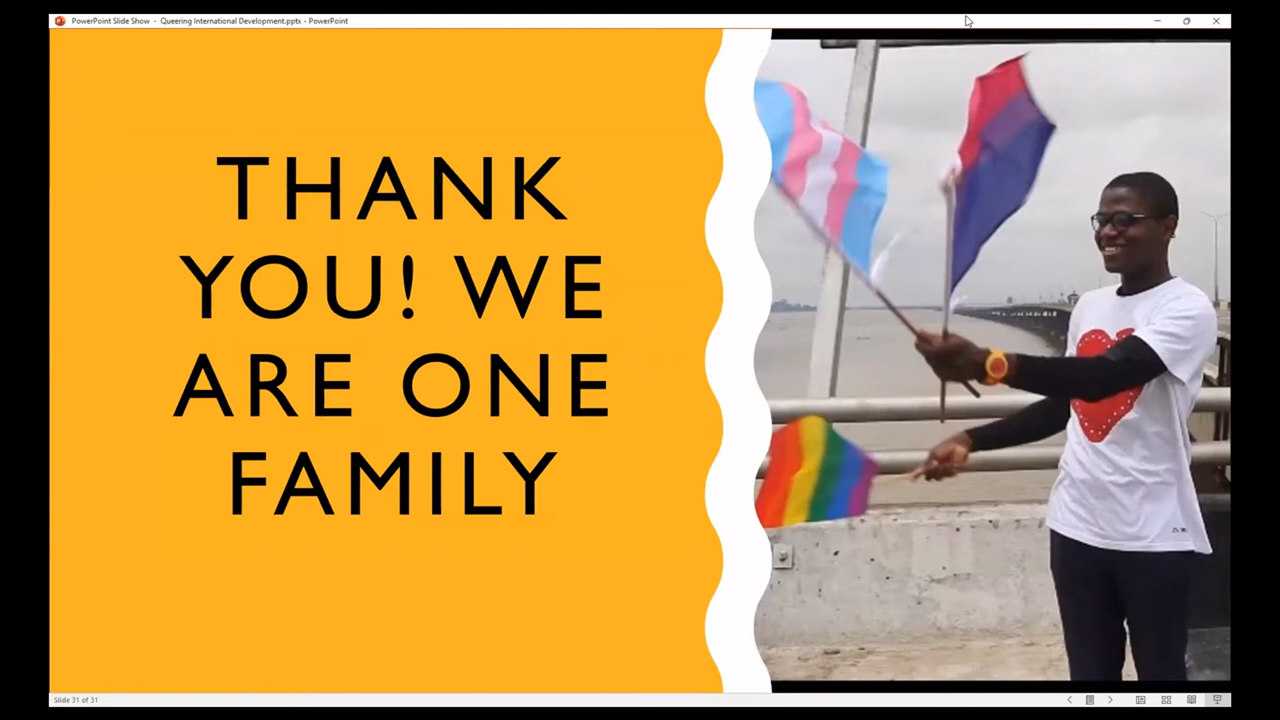 PowerPoint Slide Show - Queering International Development.pptx - PowerPoint
THANK
YOU! WE
ARE ONE
FAMILY
Slide 31 of 31